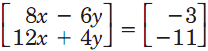 [8x − 6y] = [−3]
[12x + 4y] [−11]